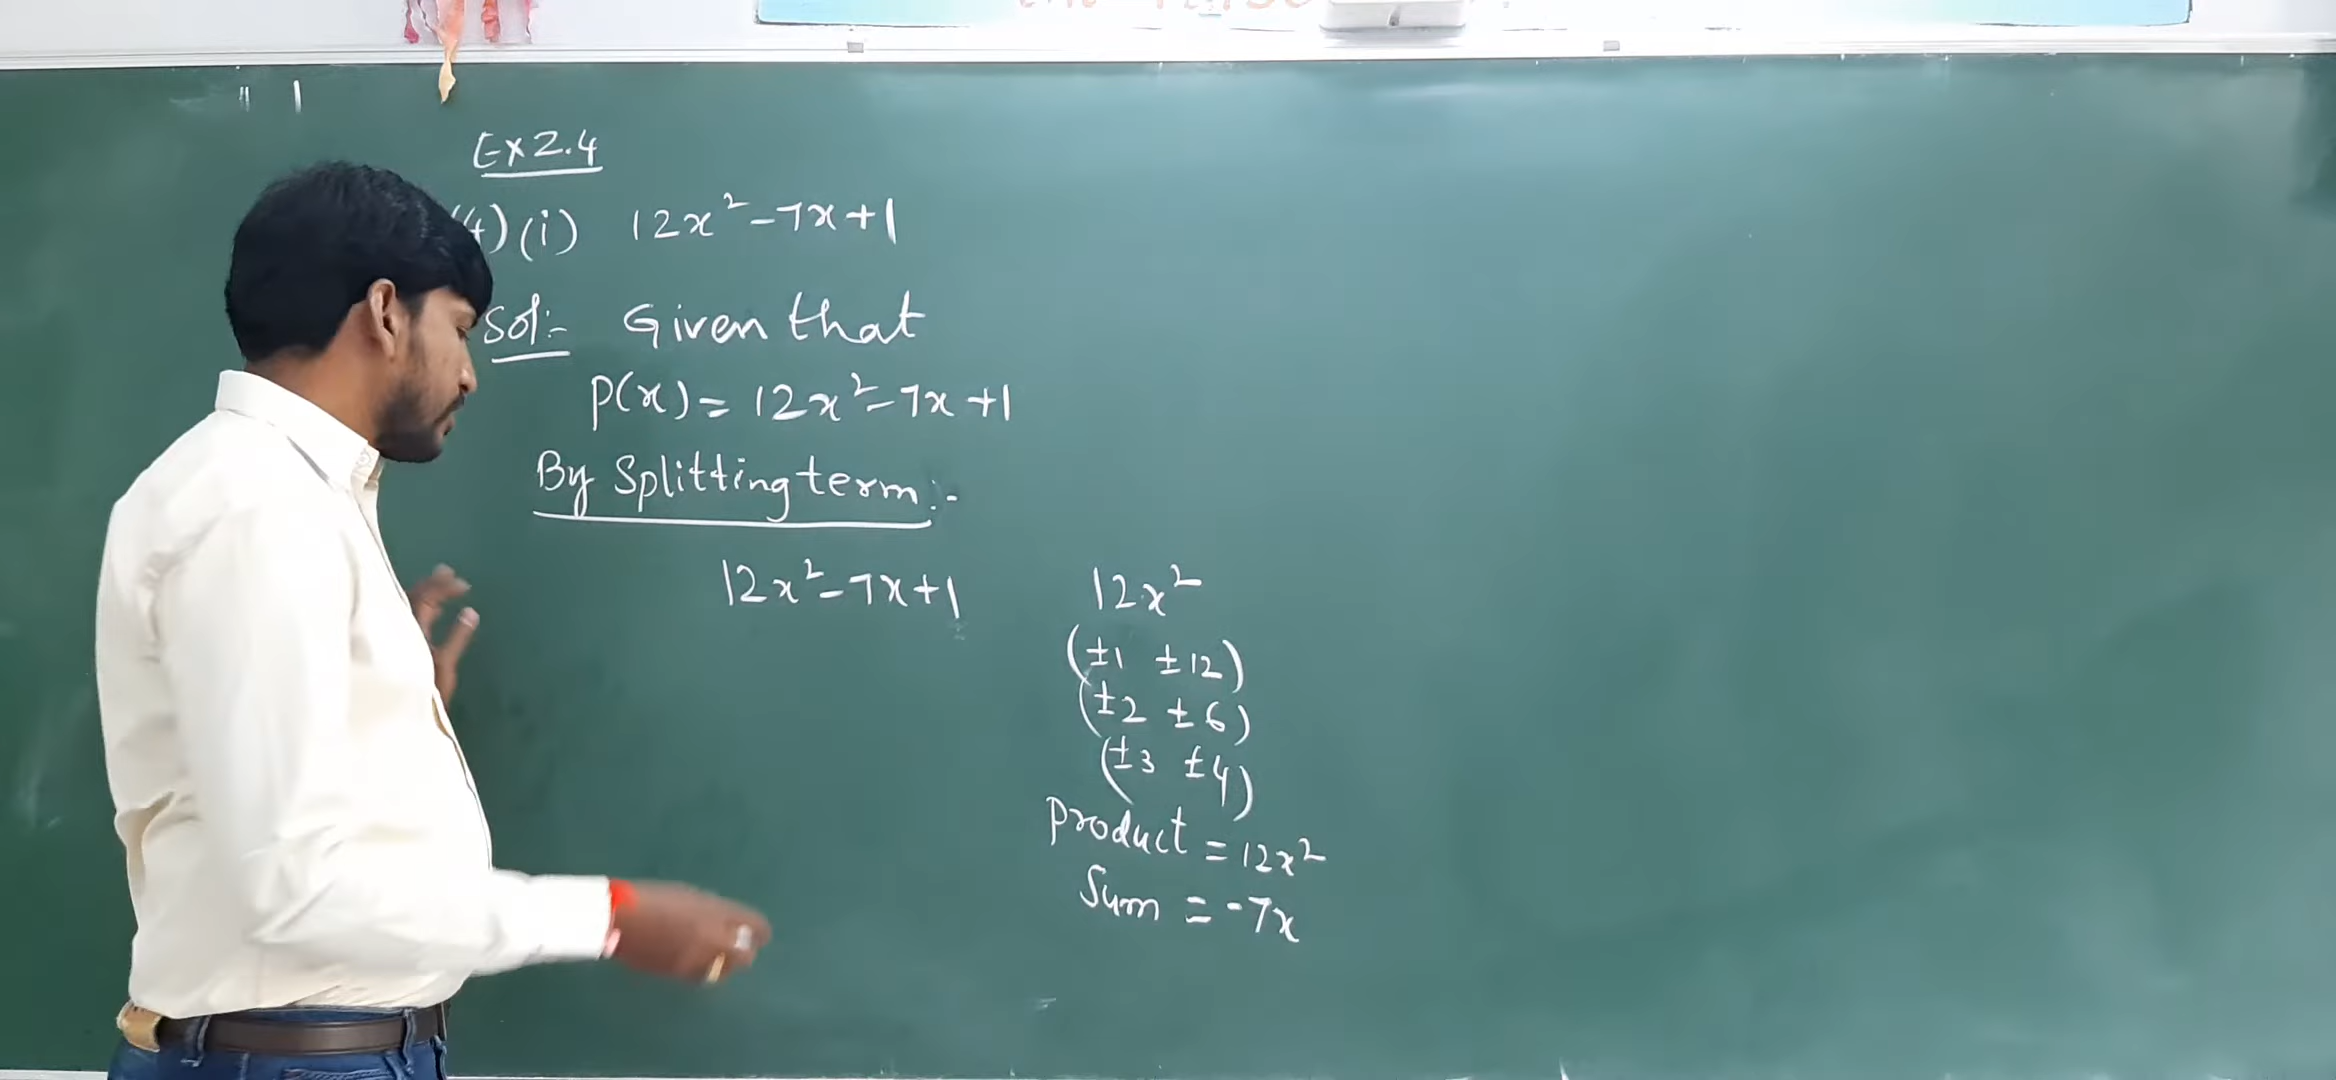 Ex 2.4
4) (i) 12x² - 7x + 1
Sol:- Given that
P(x) = 12x² - 7x + 1
By Splitting term:-
12x² - 7x + 1
12x²
(±1 ±12)
(±2 ±6)
(±3 ±4)
Product = 12x²
Sum = -7x